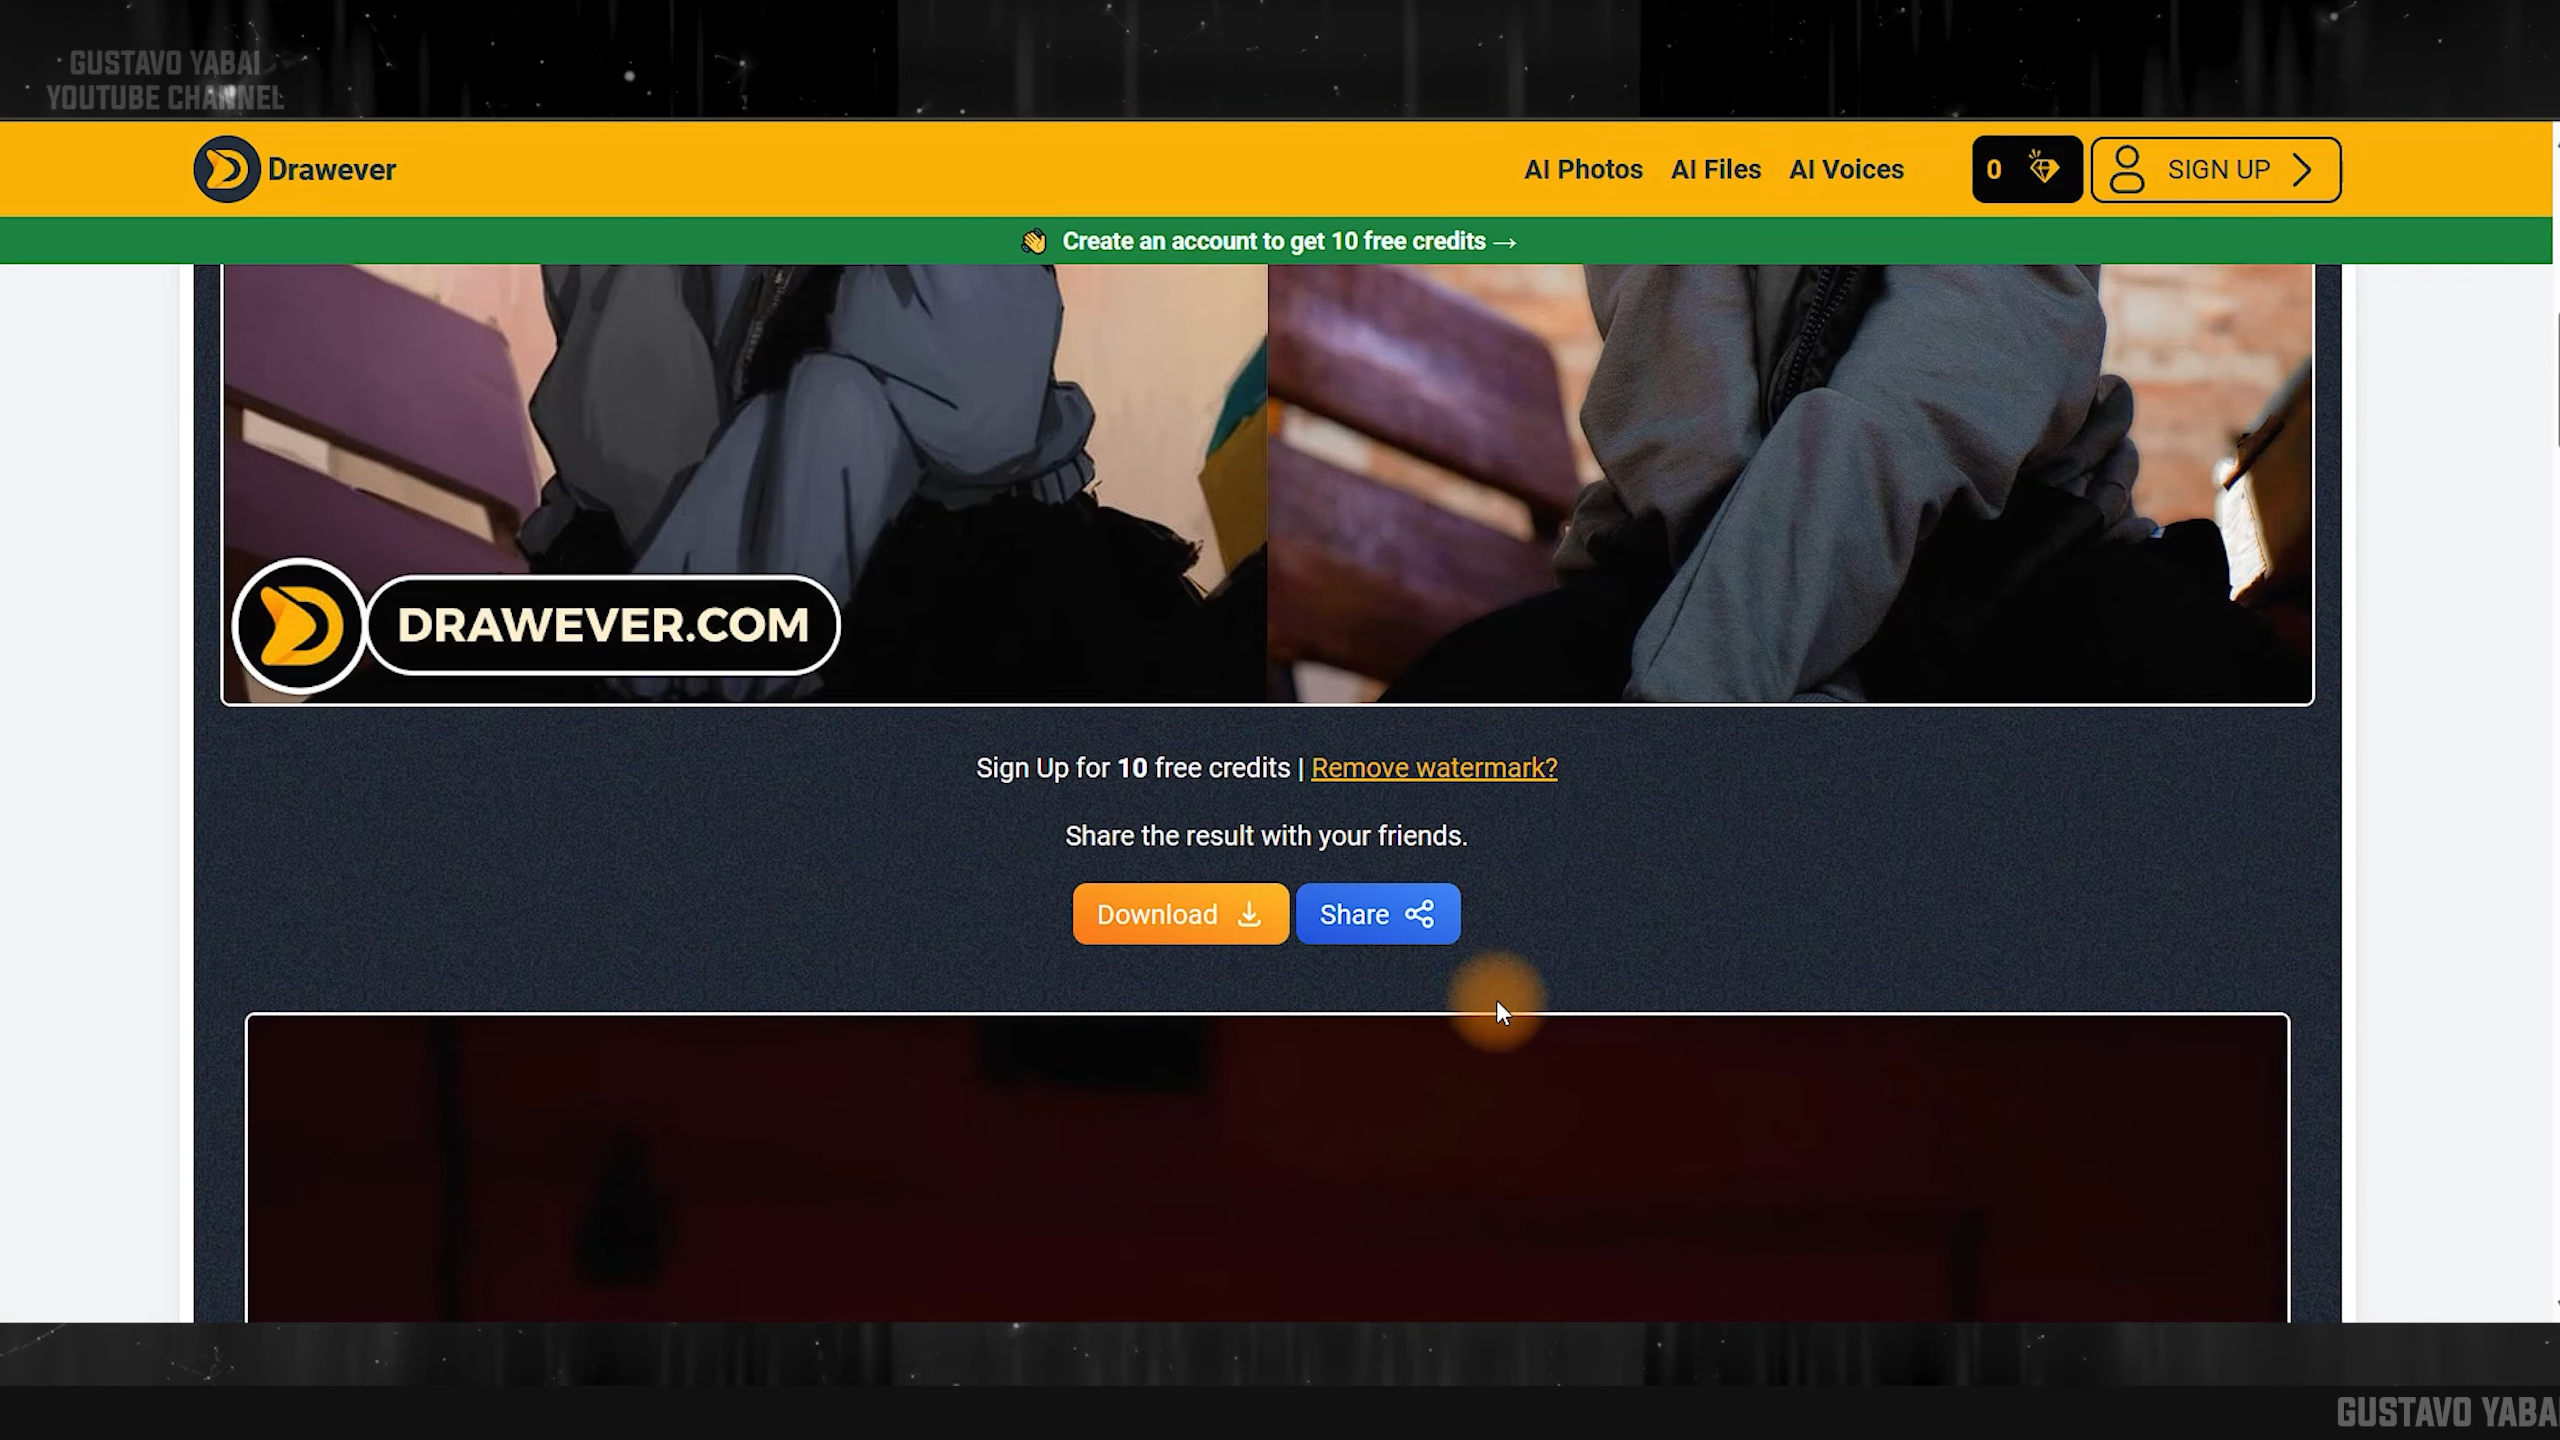 GUSTAVO YABAI
YOUTUBE CHANNEL
Drawever
AI Photos
AI Files
AI Voices
0
SIGN UP
👋 Create an account to get 10 free credits →
DRAWEVER.COM
Sign Up for 10 free credits | Remove watermark?
Share the result with your friends.
Download
Share
GUSTAVO YABA